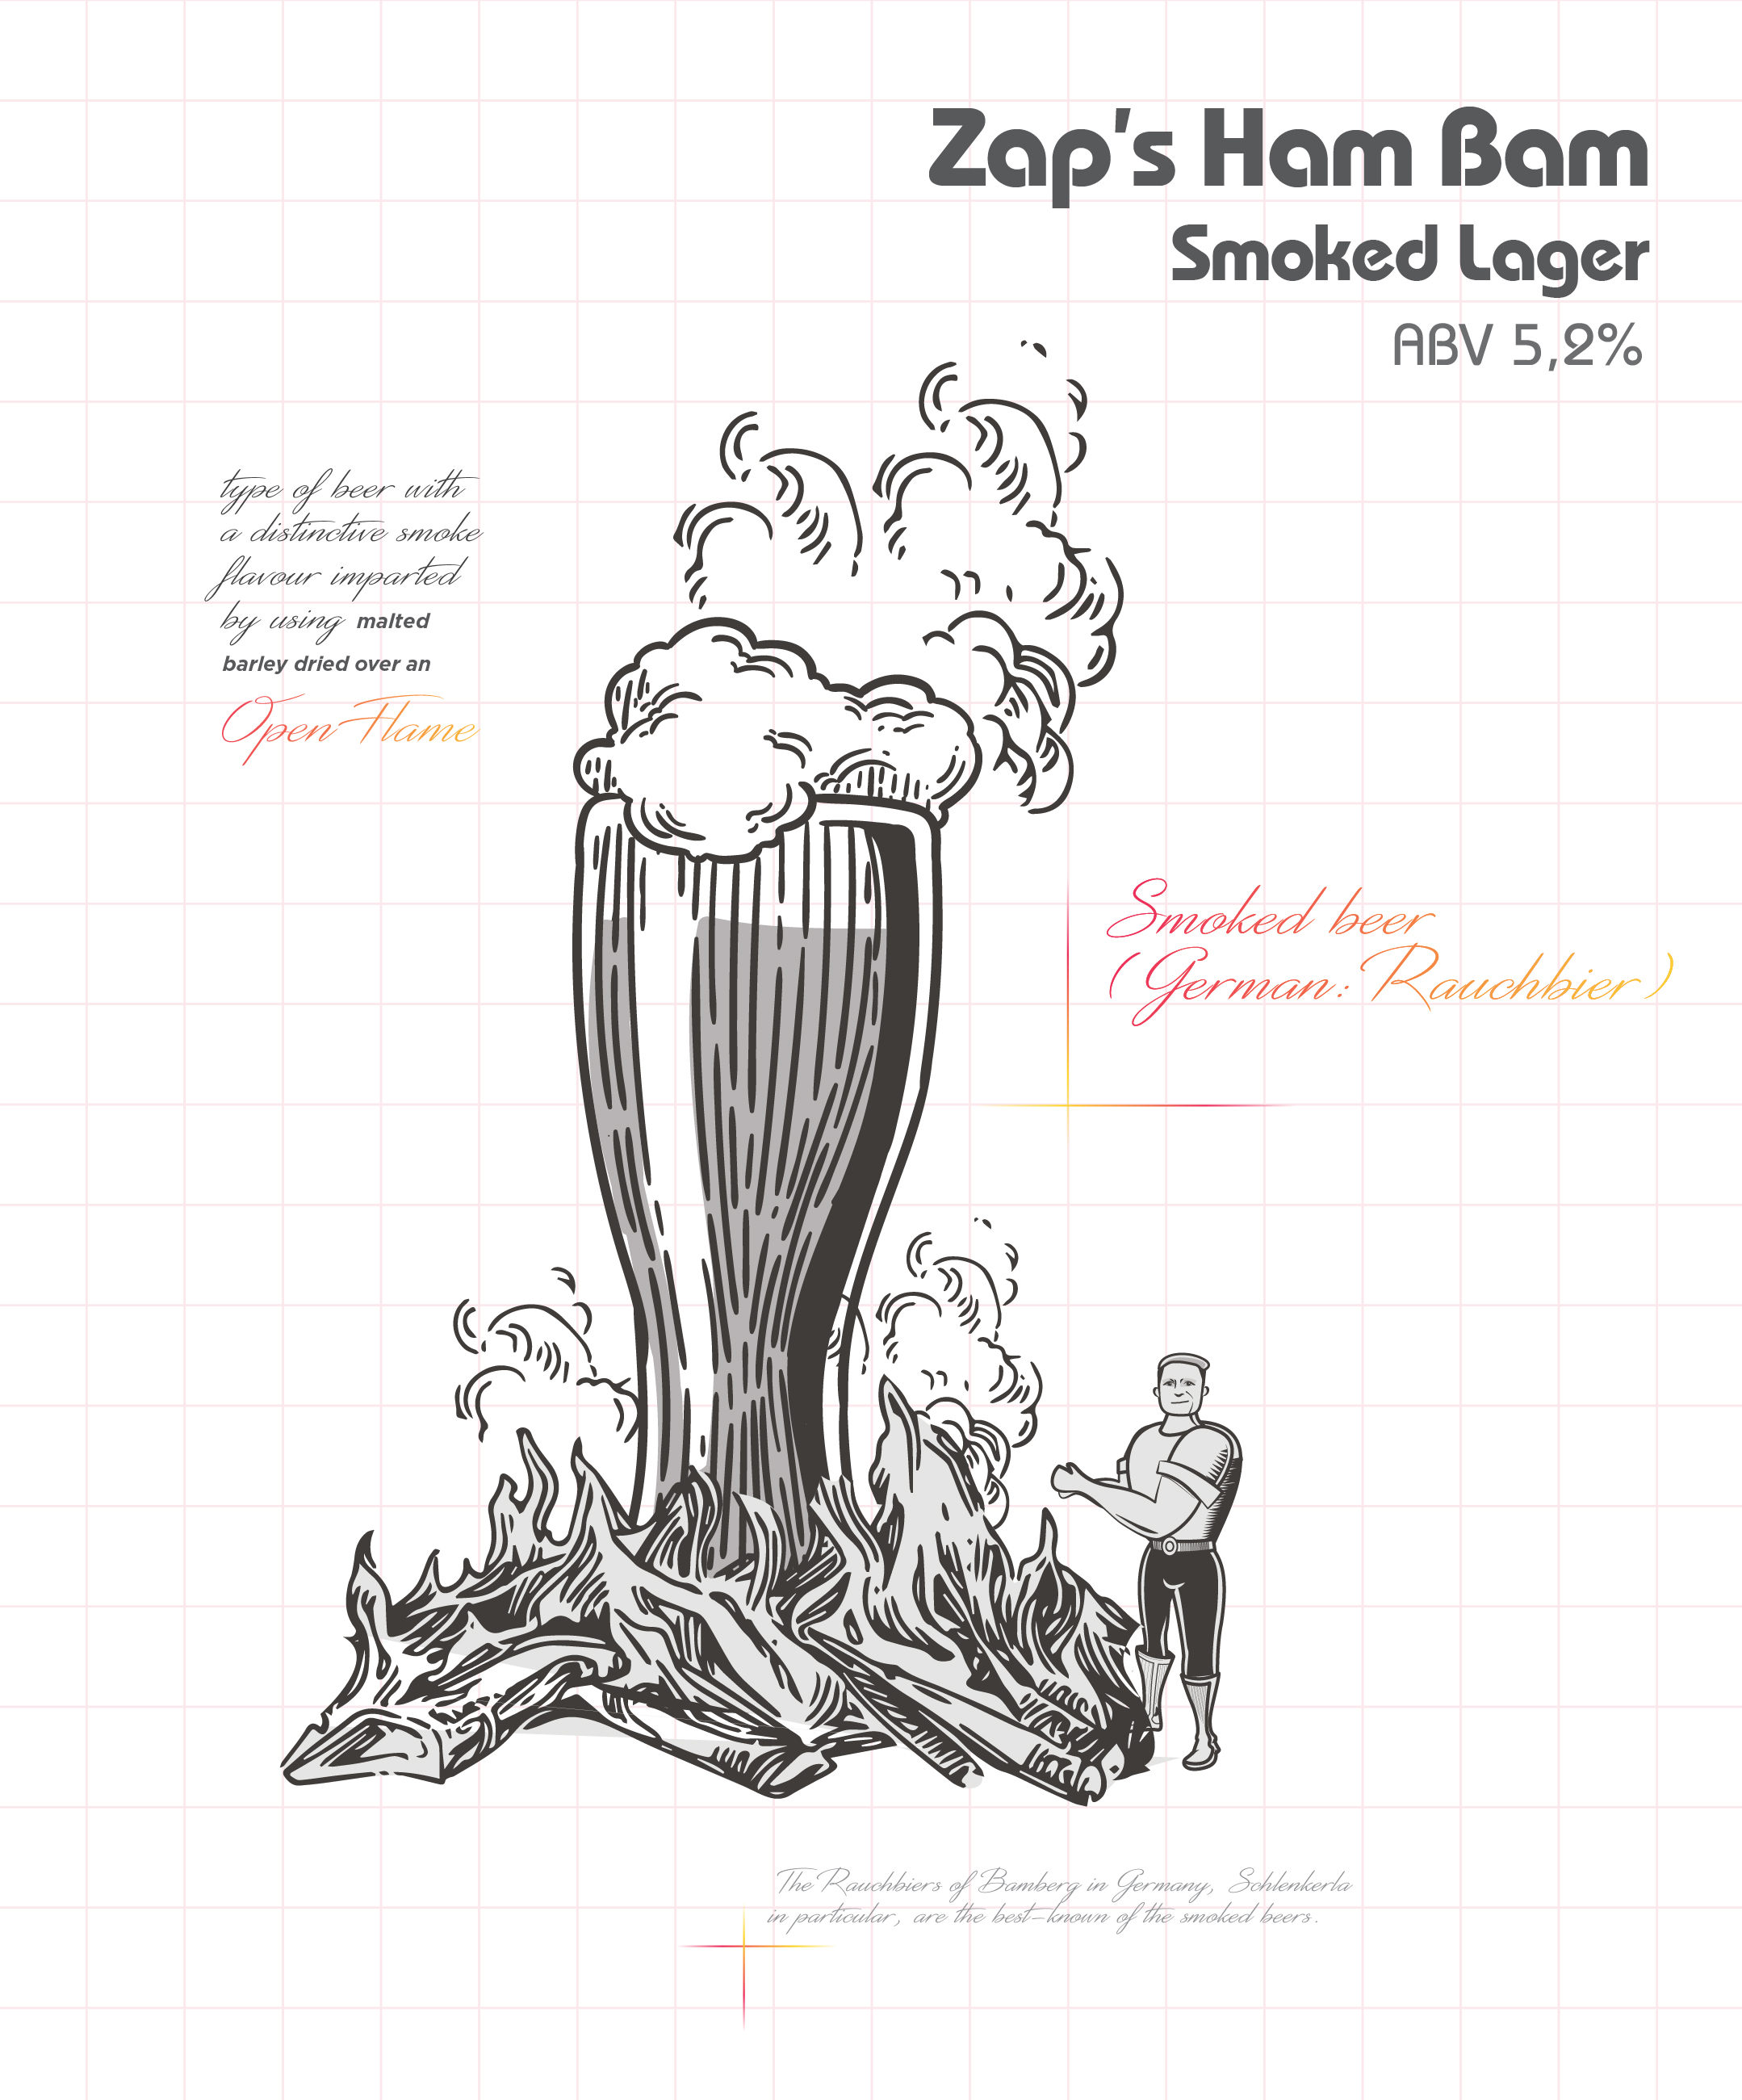 Zap's Ham Bam
Smoked Lager
ABV 5,2%
type of beer with
a distinctive smoke
flavour imparted
by using malted
barley dried over an
Open Flame
Smoked beer
(German: Rauchbier)
The Rauchbiers of Bamberg in Germany, Schlenkerla
in particular, are the best-known of the smoked beers.